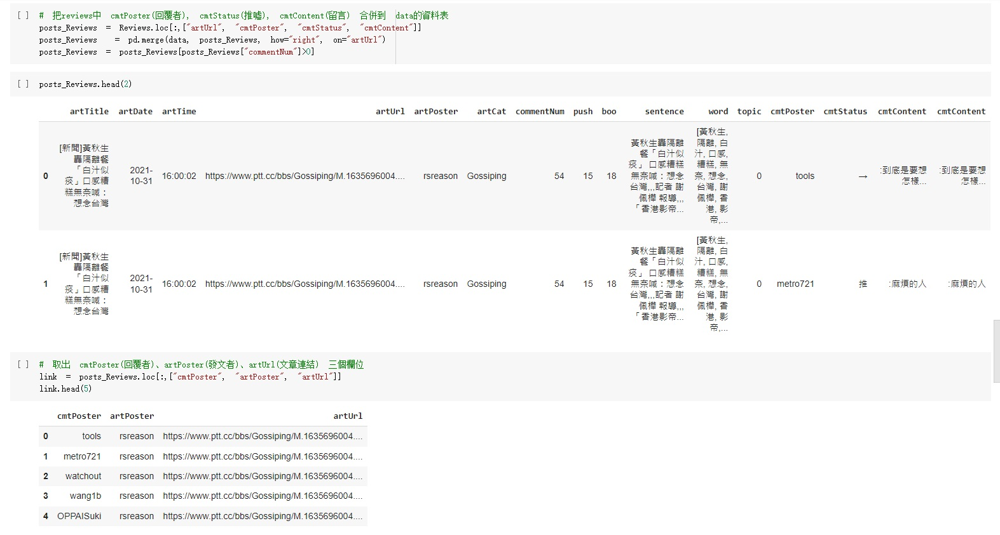 [ ] # 把reviews中 cmtPoster(回覆者), cmtStatus(推噓), cmtContent(留言) 合併到 data的資料表
posts_Reviews = Reviews.loc[:,["artUrl", "cmtPoster", "cmtStatus", "cmtContent"]]
posts_Reviews = pd.merge(data, posts_Reviews, how="right", on="artUrl")
posts_Reviews = posts_Reviews[posts_Reviews["commentNum"]>0]
[ ] posts_Reviews.head(2)
artTitle artDate artTime artUrl artPoster artCat commentNum push boo sentence word topic cmtPoster cmtStatus cmtContent cmtContent
0
[新聞]黃秋生
轟隔離餐
「白汁似
痰」口感糟
糕無奈喊：
想念台灣
2021-
10-31
16:00:02
https://www.ptt.cc/bbs/Gossiping/M.1635696004....
rsreason
Gossiping
54
15
18
黃秋生轟隔離
餐「白汁似
痰」 口感糟糕
無奈喊：想念
台灣,,,記者 謝
佩樺 報導,,,
「香港影帝...
[黃秋生,
隔離, 白
汁, 口感,
糟糕, 無
奈, 想念,
台灣, 謝
佩樺, 香
港, 影
帝,...
0
tools
→
:到底是要想
怎樣...
:到底是要想
怎樣...
1
[新聞]黃秋生
轟隔離餐
「白汁似
痰」口感糟
糕無奈喊：
想念台灣
2021-
10-31
16:00:02
https://www.ptt.cc/bbs/Gossiping/M.1635696004....
rsreason
Gossiping
54
15
18
黃秋生轟隔離
餐「白汁似
痰」 口感糟糕
無奈喊：想念
台灣,,,記者 謝
佩樺 報導,,,
「香港影帝...
[黃秋生,
隔離, 白
汁, 口感,
糟糕, 無
奈, 想念,
台灣, 謝
佩樺, 香
港, 影
帝,...
0
metro721
推
:麻煩的人
:麻煩的人
[ ] # 取出 cmtPoster(回覆者)、artPoster(發文者)、artUrl(文章連結) 三個欄位
link = posts_Reviews.loc[:,["cmtPoster", "artPoster", "artUrl"]]
link.head(5)
cmtPoster artPoster artUrl
0 tools rsreason https://www.ptt.cc/bbs/Gossiping/M.1635696004....
1 metro721 rsreason https://www.ptt.cc/bbs/Gossiping/M.1635696004....
2 watchout rsreason https://www.ptt.cc/bbs/Gossiping/M.1635696004....
3 wang1b rsreason https://www.ptt.cc/bbs/Gossiping/M.1635696004....
4 OPPAISuki rsreason https://www.ptt.cc/bbs/Gossiping/M.1635696004....